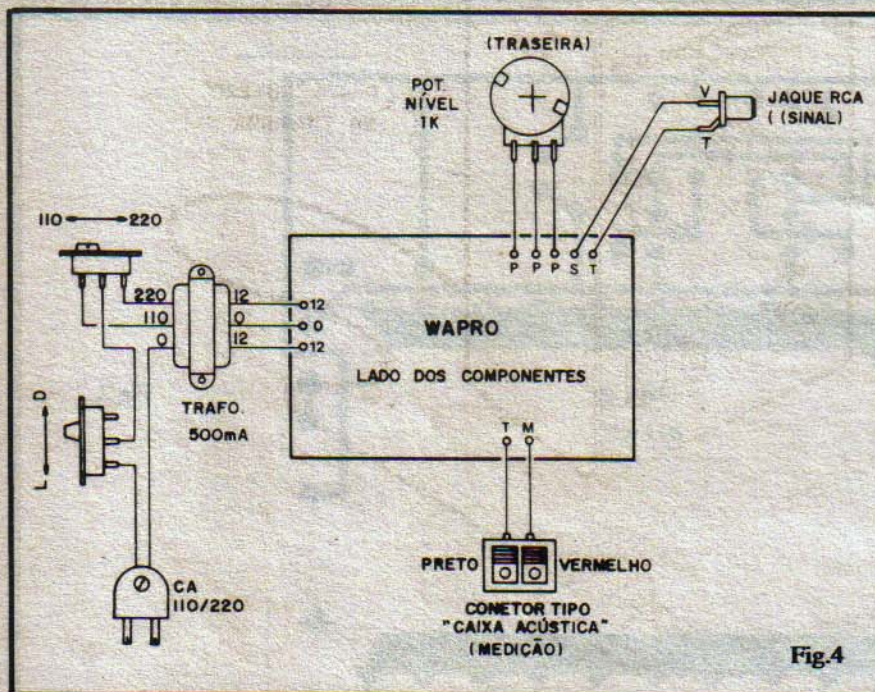 (TRASEIRA)
POT.
NÍVEL
1K
V
T
JAQUE RCA
( (SINAL)
110 220
P P P S T
220 12 12
110 0 0
0 12 12
WAPRO
LADO DOS COMPONENTES
TRAFO.
500mA
D
L
T M
CA
110/220
PRETO VERMELHO
CONETOR TIPO
"CAIXA ACÚSTICA"
(MEDIÇÃO)
Fig.4